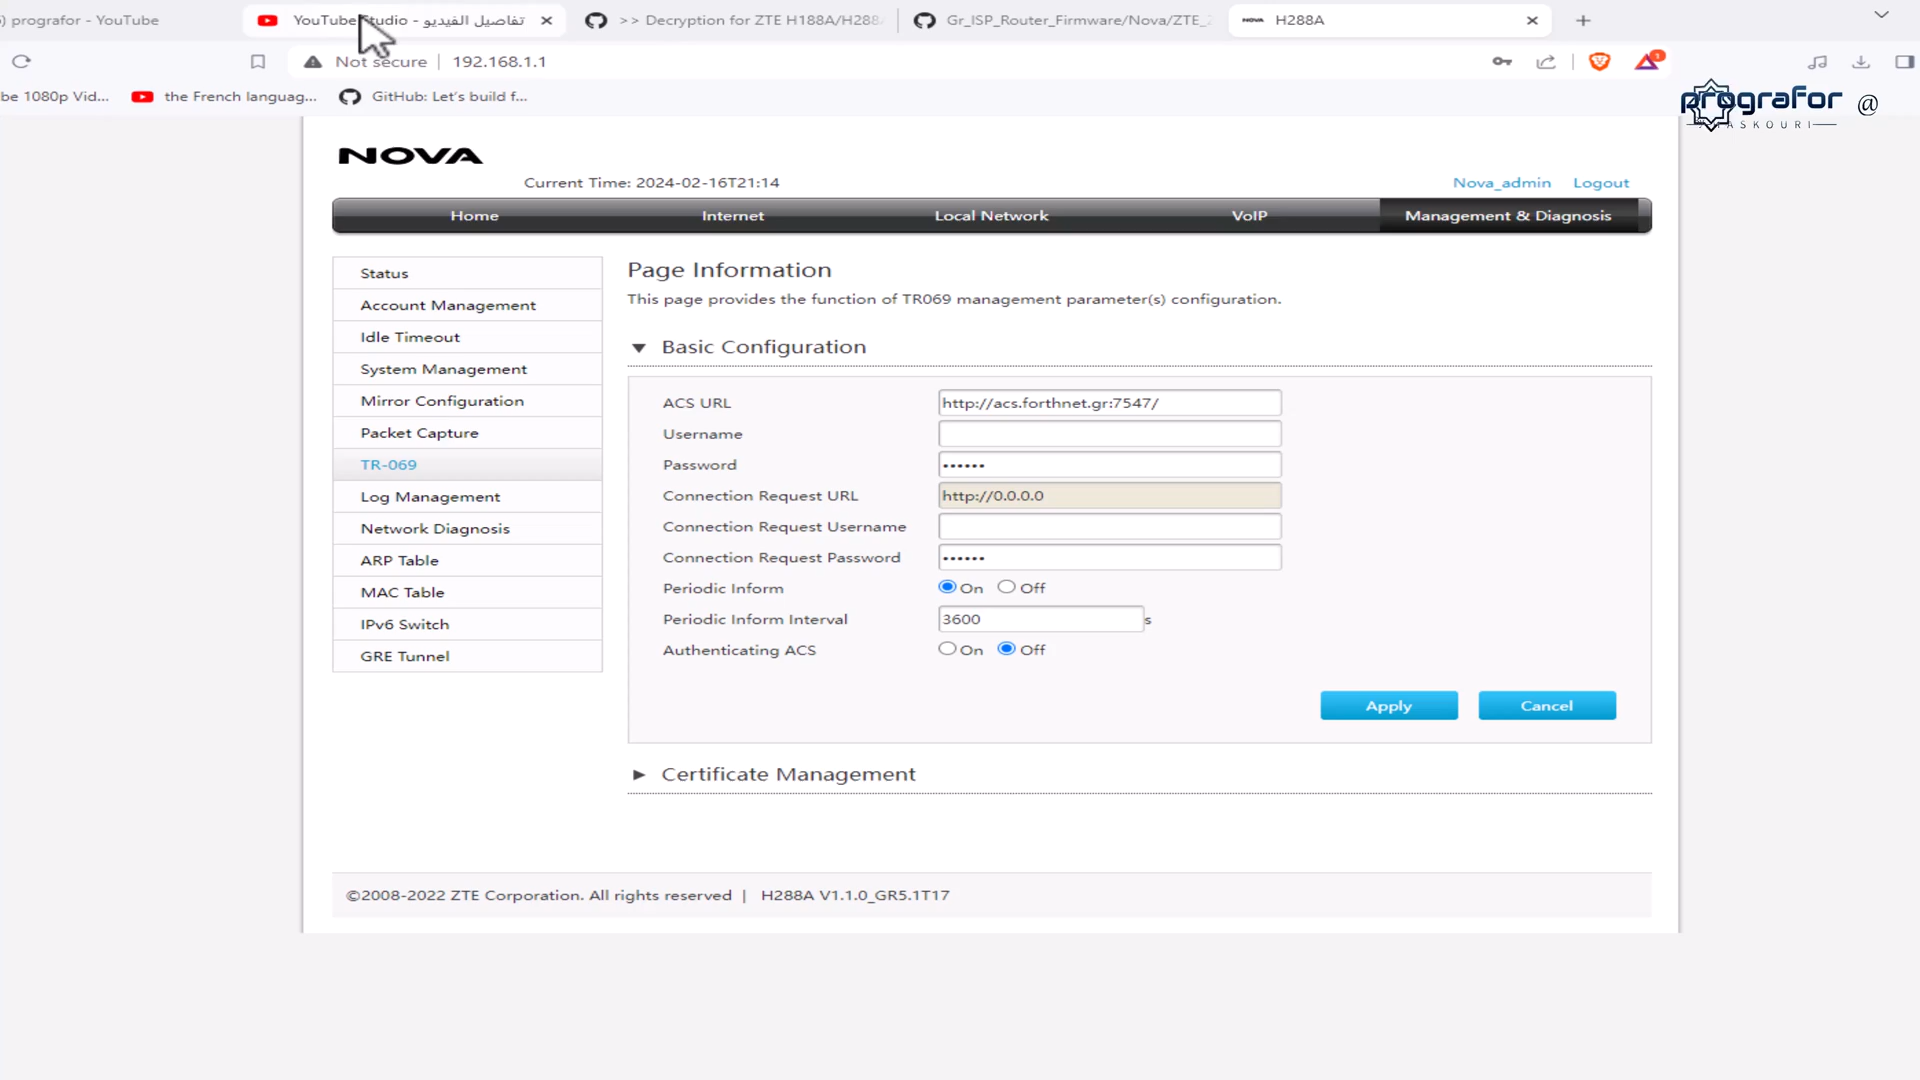 ) prografor - YouTube
YouTube Studio - تفاصيل الفيديو
>> Decryption for ZTE H188A/H288
Gr_ISP_Router_Firmware/Nova/ZTE_
H288A
Not secure
192.168.1.1
be 1080p Vid...
the French languag...
GitHub: Let's build f...
prografor @
NOVA
Current Time: 2024-02-16T21:14
Nova_admin
Logout
Home
Internet
Local Network
VoIP
Management & Diagnosis
Status
Account Management
Idle Timeout
System Management
Mirror Configuration
Packet Capture
TR-069
Log Management
Network Diagnosis
ARP Table
MAC Table
IPv6 Switch
GRE Tunnel
Page Information
This page provides the function of TR069 management parameter(s) configuration.
Basic Configuration
ACS URL http://acs.forthnet.gr:7547/
Username
Password ••••••
Connection Request URL http://0.0.0.0
Connection Request Username
Connection Request Password ••••••
Periodic Inform On Off
Periodic Inform Interval 3600 s
Authenticating ACS On Off
Apply
Cancel
Certificate Management
©2008-2022 ZTE Corporation. All rights reserved | H288A V1.1.0_GR5.1T17